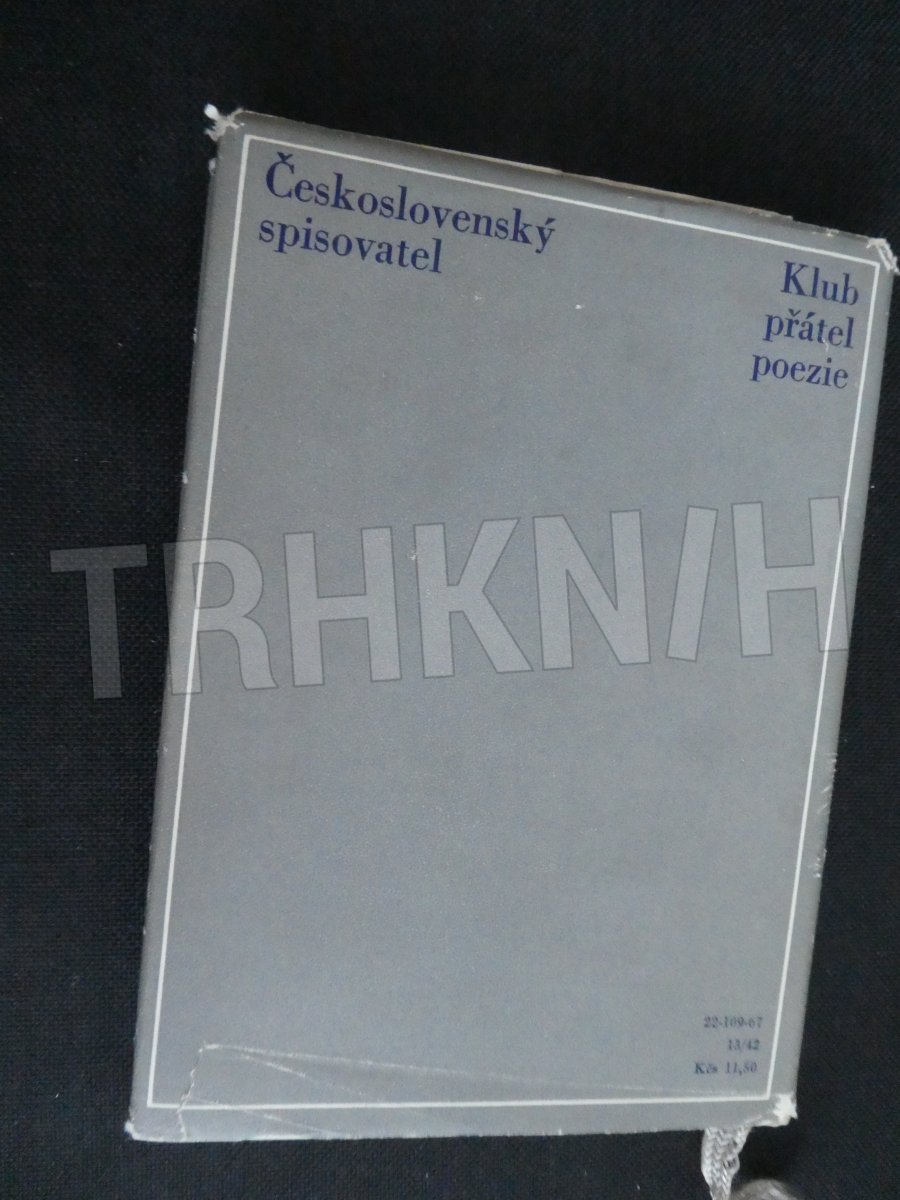 Československý
spisovatel
Klub
přátel
poezie
TRHKNIH
22-109-67
13/42
Kčs 11,50